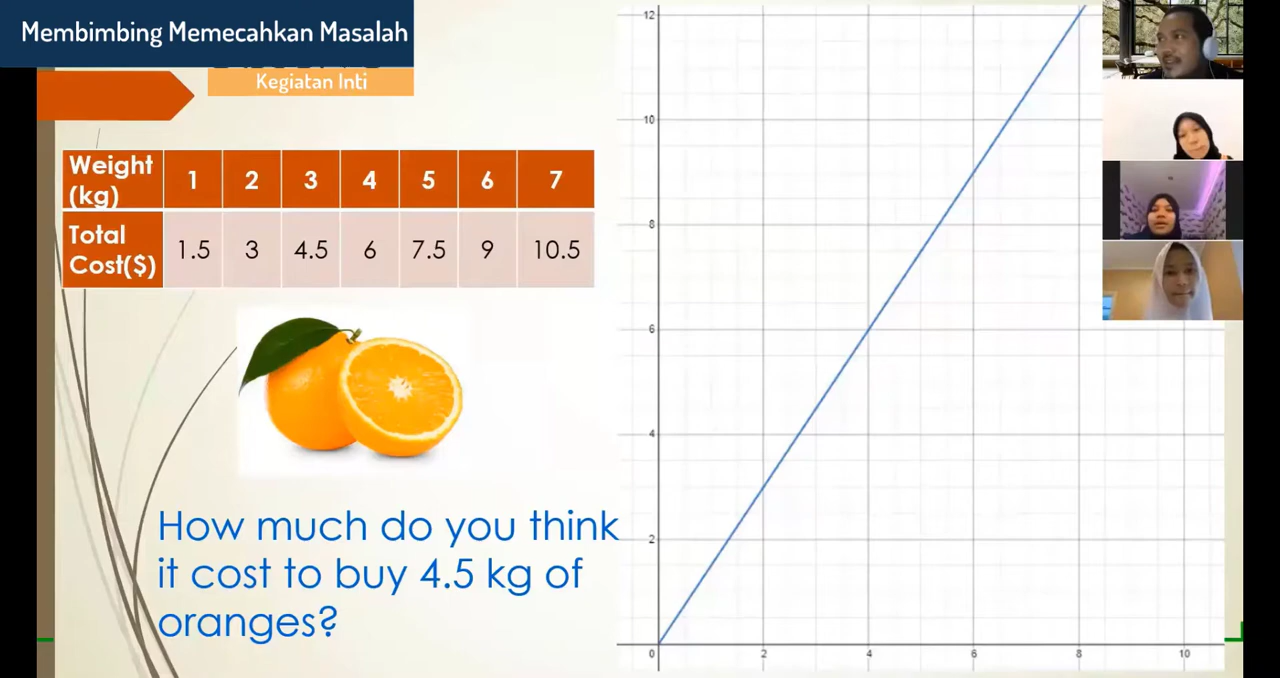 Membimbing Memecahkan Masalah
Kegiatan Inti
Weight (kg) 1 2 3 4 5 6 7
Total Cost($) 1.5 3 4.5 6 7.5 9 10.5
How much do you think
it cost to buy 4.5 kg of
oranges?
12
10
8
6
4
2
0 2 4 6 8 10